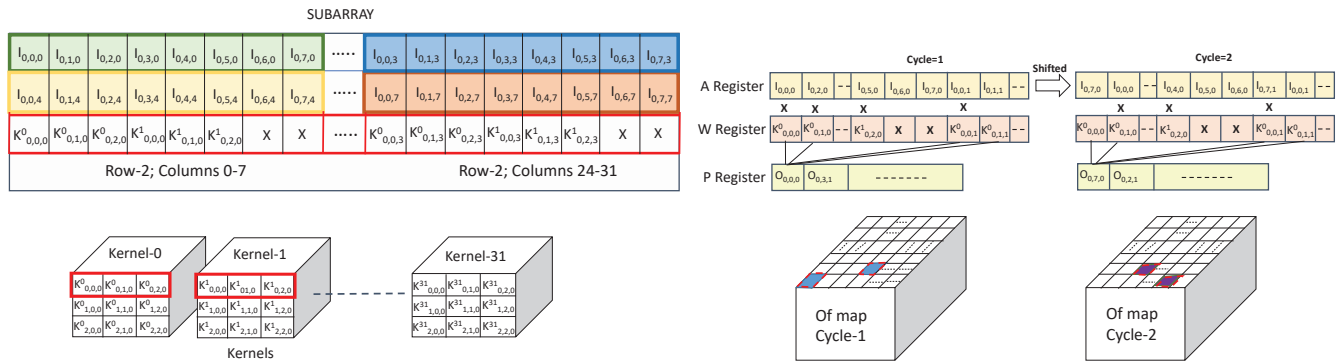 SUBARRAY
I0,0,0 I0,1,0 I0,2,0 I0,3,0 I0,4,0 I0,5,0 I0,6,0 I0,7,0 ..... I0,0,3 I0,1,3 I0,2,3 I0,3,3 I0,4,3 I0,5,3 I0,6,3 I0,7,3
I0,0,4 I0,1,4 I0,2,4 I0,3,4 I0,4,4 I0,5,4 I0,6,4 I0,7,4 ..... I0,0,7 I0,1,7 I0,2,7 I0,3,7 I0,4,7 I0,5,7 I0,6,7 I0,7,7
K⁰0,0,0 K⁰0,1,0 K⁰0,2,0 K¹0,0,0 K¹0,1,0 K¹0,2,0 X X ..... K⁰0,0,3 K⁰0,1,3 K⁰0,2,3 K¹0,0,3 K¹0,1,3 K¹0,2,3 X X
Row-2; Columns 0-7 Row-2; Columns 24-31
Kernel-0 Kernel-1 Kernel-31
K⁰0,0,0 K⁰0,1,0 K⁰0,2,0 K¹0,0,0 K¹01,0 K¹0,2,0 K³¹0,0,0 K³¹0,1,0 K³¹0,2,0
K⁰1,0,0 K⁰1,1,0 K⁰1,2,0 K¹1,0,0 K¹1,1,0 K¹1,2,0 K³¹1,0,0 K³¹1,1,0 K³¹1,2,0
K⁰2,0,0 K⁰2,1,0 K⁰2,2,0 K¹2,0,0 K¹2,1,0 K¹2,2,0 K³¹2,0,0 K³¹2,1,0 K³¹2,2,0
Kernels
Cycle=1 Shifted Cycle=2
A Register I0,0,0 I0,2,0 -- I0,5,0 I0,6,0 I0,7,0 I0,0,1 I0,1,1 -- I0,7,0 I0,0,0 -- I0,4,0 I0,6,0 I0,7,1 I0,0,1 --
X X X X X X X
W Register K⁰0,0,0 K⁰0,1,0 -- K¹0,2,0 X X K⁰0,0,1 K⁰0,1,1 -- K⁰0,0,0 K⁰0,1,0 -- K¹0,2,0 X X K⁰0,0,1 K⁰0,1,1 --
P Register O0,0,0 O0,3,1 ------- O0,7,0 O0,2,1 -------
Of map
Cycle-1
Of map
Cycle-2